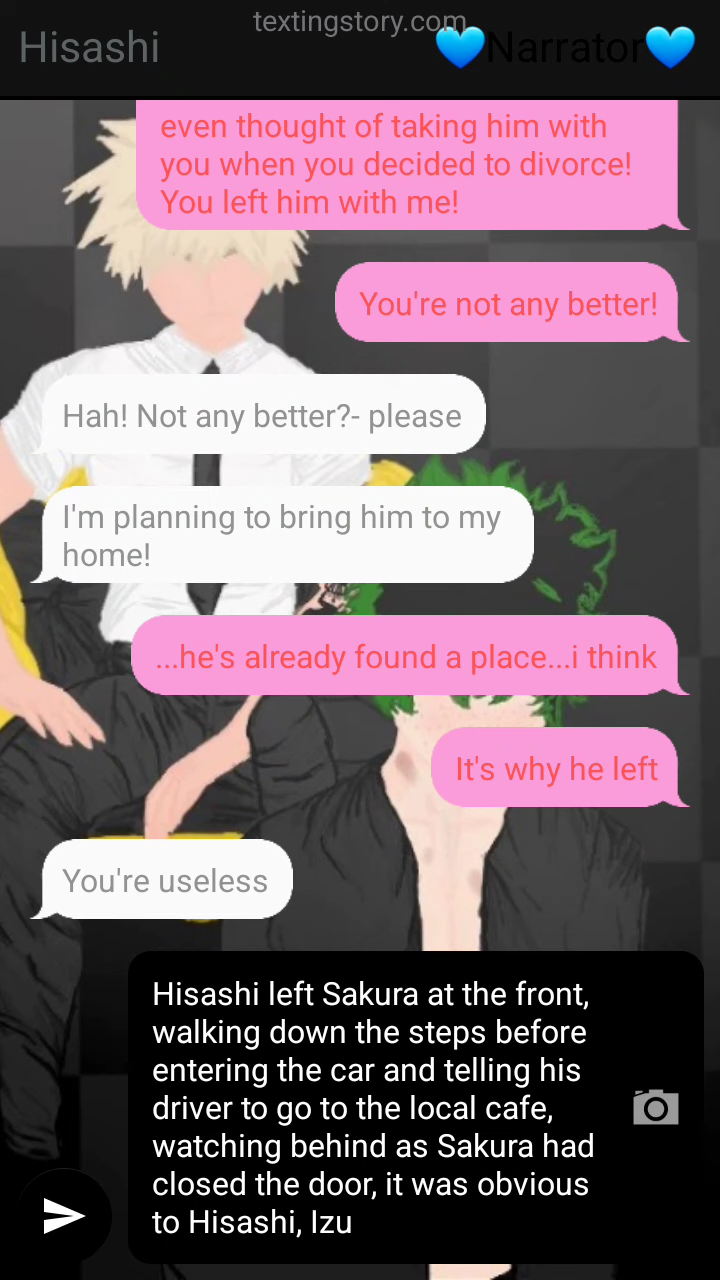 textingstory.com
Hisashi
💙Narrator💙
even thought of taking him with
you when you decided to divorce!
You left him with me!
You're not any better!
Hah! Not any better?- please
I'm planning to bring him to my
home!
...he's already found a place...i think
It's why he left
You're useless
Hisashi left Sakura at the front,
walking down the steps before
entering the car and telling his
driver to go to the local cafe,
watching behind as Sakura had
closed the door, it was obvious
to Hisashi, Izu